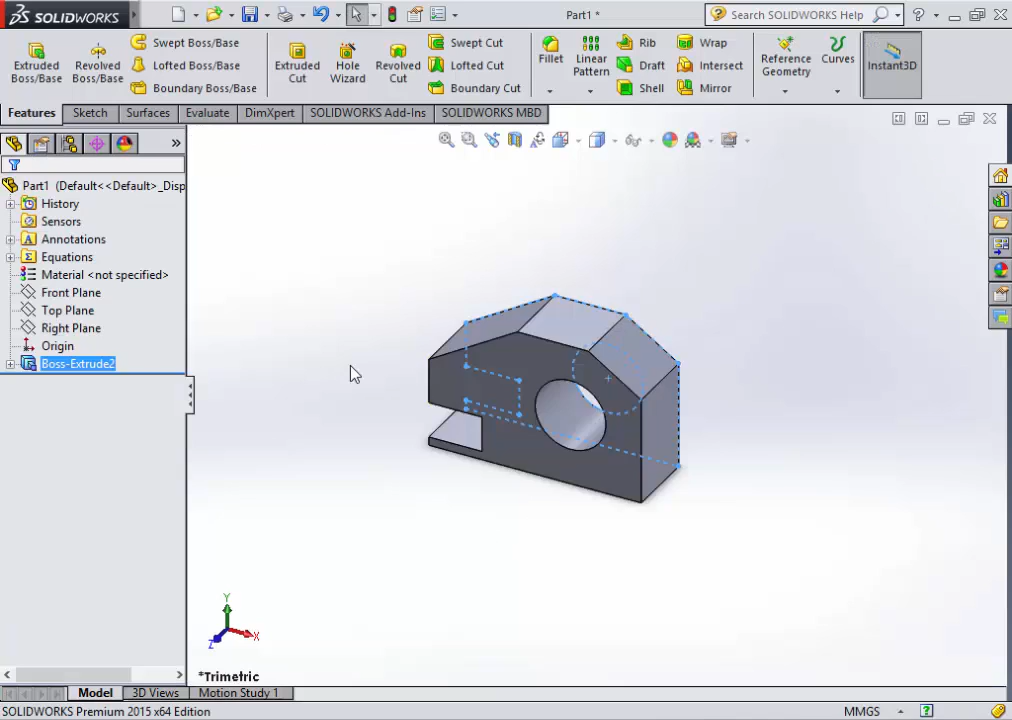 SOLIDWORKS
Part1 *
Search SOLIDWORKS Help
Extruded Boss/Base
Revolved Boss/Base
Swept Boss/Base
Lofted Boss/Base
Boundary Boss/Base
Extruded Cut
Hole Wizard
Revolved Cut
Swept Cut
Lofted Cut
Boundary Cut
Fillet
Linear Pattern
Rib
Draft
Shell
Wrap
Intersect
Mirror
Reference Geometry
Curves
Instant3D
Features
Sketch
Surfaces
Evaluate
DimXpert
SOLIDWORKS Add-Ins
SOLIDWORKS MBD
Part1 (Default<<Default>_Disp
History
Sensors
Annotations
Equations
Material <not specified>
Front Plane
Top Plane
Right Plane
Origin
Boss-Extrude2
Y
X
Z
*Trimetric
Model
3D Views
Motion Study 1
SOLIDWORKS Premium 2015 x64 Edition
MMGS